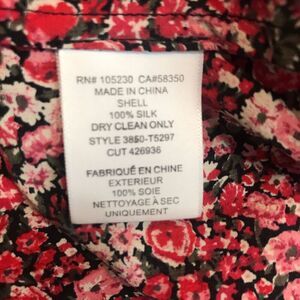 RN# 105230 CA#58350
MADE IN CHINA
SHELL
100% SILK
DRY CLEAN ONLY
STYLE 3850-T5297
CUT 426936
FABRIQUÉ EN CHINE
EXTERIEUR
100% SOIE
NETTOYAGE À SEC
UNIQUEMENT